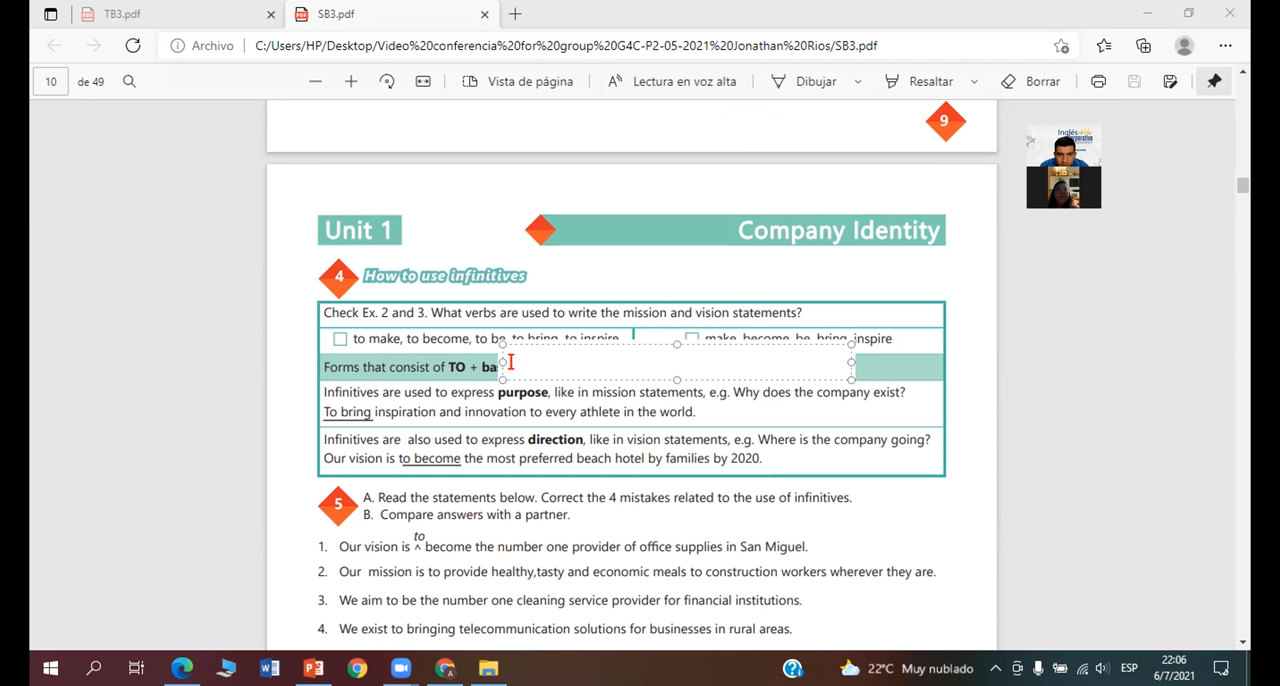 TB3.pdf
SB3.pdf
Archivo
C:/Users/HP/Desktop/Video%20conferencia%20for%20group%20G4C-P2-05-2021%20Jonathan%20Rios/SB3.pdf
10 de 49
Vista de página
Lectura en voz alta
Dibujar
Resaltar
Borrar
9
Inglés
Corporativo
Unit 1
Company Identity
4 How to use infinitives
Check Ex. 2 and 3. What verbs are used to write the mission and vision statements?
to make, to become, to be, to bring, to inspire
make, become, be, bring, inspire
Forms that consist of TO + ba
Infinitives are used to express purpose, like in mission statements, e.g. Why does the company exist?
To bring inspiration and innovation to every athlete in the world.
Infinitives are also used to express direction, like in vision statements, e.g. Where is the company going?
Our vision is to become the most preferred beach hotel by families by 2020.
5 A. Read the statements below. Correct the 4 mistakes related to the use of infinitives.
B. Compare answers with a partner.
to
1. Our vision is ^ become the number one provider of office supplies in San Miguel.
2. Our mission is to provide healthy,tasty and economic meals to construction workers wherever they are.
3. We aim to be the number one cleaning service provider for financial institutions.
4. We exist to bringing telecommunication solutions for businesses in rural areas.
22°C Muy nublado
ESP
22:06
6/7/2021